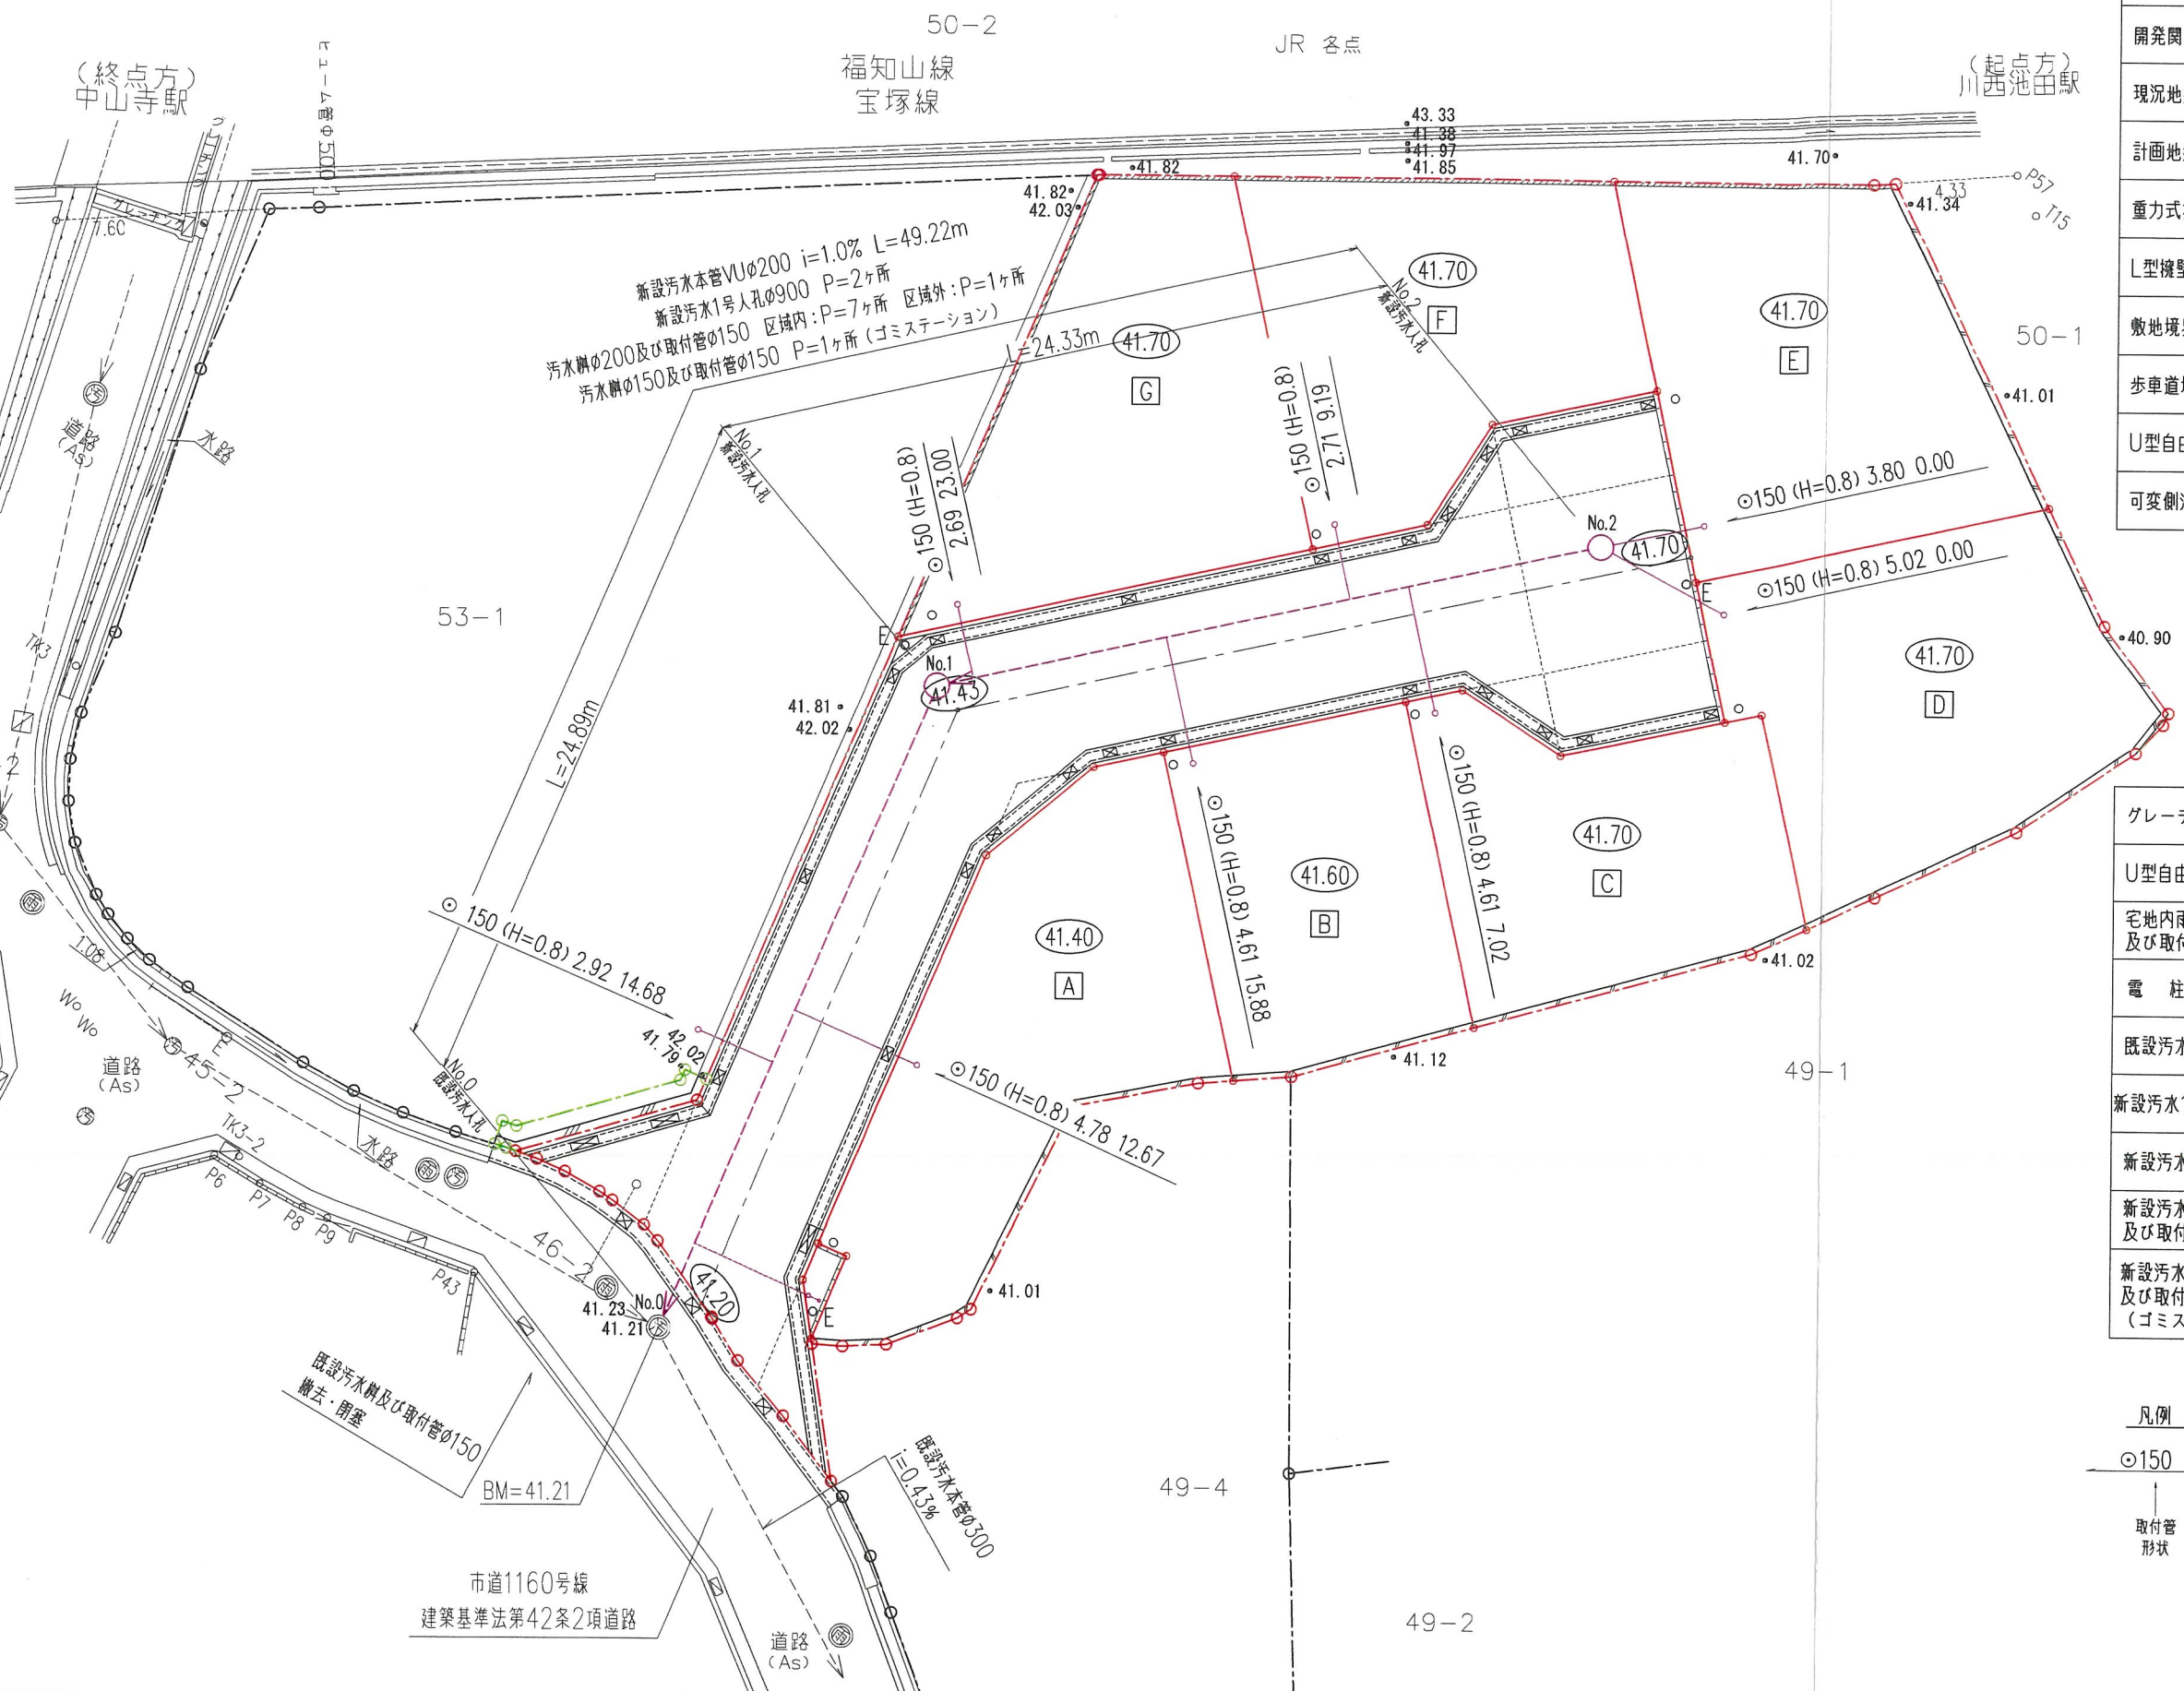 50-2
JR 各点
福知山線
宝塚線
(終点方)
中山寺駅
(起点方)
川西池田駅
ヒューム管Φ500
グレーチング
7.60
43.33
41.38
41.97
41.85
41.82
41.82
42.03
41.70
4.33
41.34
P57
T15
新設汚水本管VUφ200 i=1.0% L=49.22m
新設汚水1号人孔φ900 P=2ヶ所
汚水桝φ200及び取付管φ150 区域内:P=7ヶ所 区域外:P=1ヶ所
汚水桝φ150及び取付管φ150 P=1ヶ所(ゴミステーション)
L=24.33m
No.2
新設汚水人孔
41.70
F
41.70
G
41.70
E
50-1
41.01
汚
道路
(As)
水路
No.1
新設汚水人孔
⊙150 (H=0.8)
2.69 23.00
⊙150 (H=0.8)
2.71 9.19
⊙150 (H=0.8) 3.80 0.00
No.2
41.70
⊙150 (H=0.8) 5.02 0.00
E
53-1
TK3
E
No.1
41.43
40.90
41.70
D
41.81
42.02
L=24.89m
⊙150 (H=0.8) 4.61 15.88
⊙150 (H=0.8) 4.61 7.02
41.70
C
41.60
B
41.40
A
41.02
⊙ 150 (H=0.8) 2.92 14.68
雨
1.08
Wo
Wo
道路
(As)
汚
汚
45-2
E
42.02
41.79
No.0
既設汚水人孔
⊙150 (H=0.8) 4.78 12.67
41.12
49-1
水路
TK3-2
雨
汚
P6
P7
P8
P9
P43
46-2
雨
41.23
41.21
No.0
汚
41.20
E
41.01
既設汚水桝及び取付管φ150
撤去・閉塞
BM=41.21
既設汚水本管φ300
i=0.43%
49-4
49-2
市道1160号線
建築基準法第42条2項道路
道路
(As)
雨
開発関
現況地
計画地
重力式
L型擁壁
敷地境
歩車道
U型自由
可変側
グレーチ
U型自由
宅地内雨
及び取付
電 柱
既設汚水
新設汚水1
新設汚水
新設汚水
及び取付
新設汚水
及び取付
(ゴミス
凡例
⊙150
取付管
形状